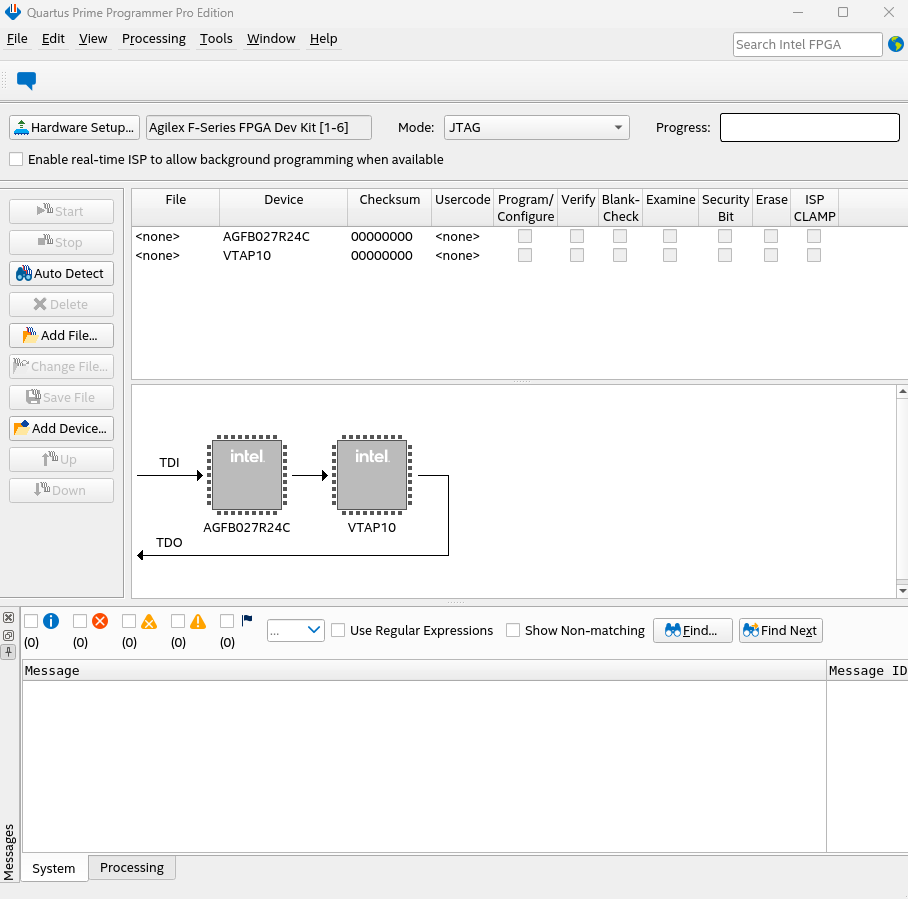 Quartus Prime Programmer Pro Edition
File Edit View Processing Tools Window Help
Search Intel FPGA
Hardware Setup... Agilex F-Series FPGA Dev Kit [1-6] Mode: JTAG Progress:
Enable real-time ISP to allow background programming when available
Start
Stop
Auto Detect
Delete
Add File...
Change File...
Save File
Add Device...
Up
Down
File Device Checksum Usercode Program/ Verify Blank- Examine Security Erase ISP
Configure Check Bit CLAMP
<none> AGFB027R24C 00000000 <none>
<none> VTAP10 00000000 <none>
intel. intel.
TDI
AGFB027R24C VTAP10
TDO
(0) (0) (0) (0) (0)
... Use Regular Expressions Show Non-matching Find... Find Next
Message Message ID
Messages
System Processing